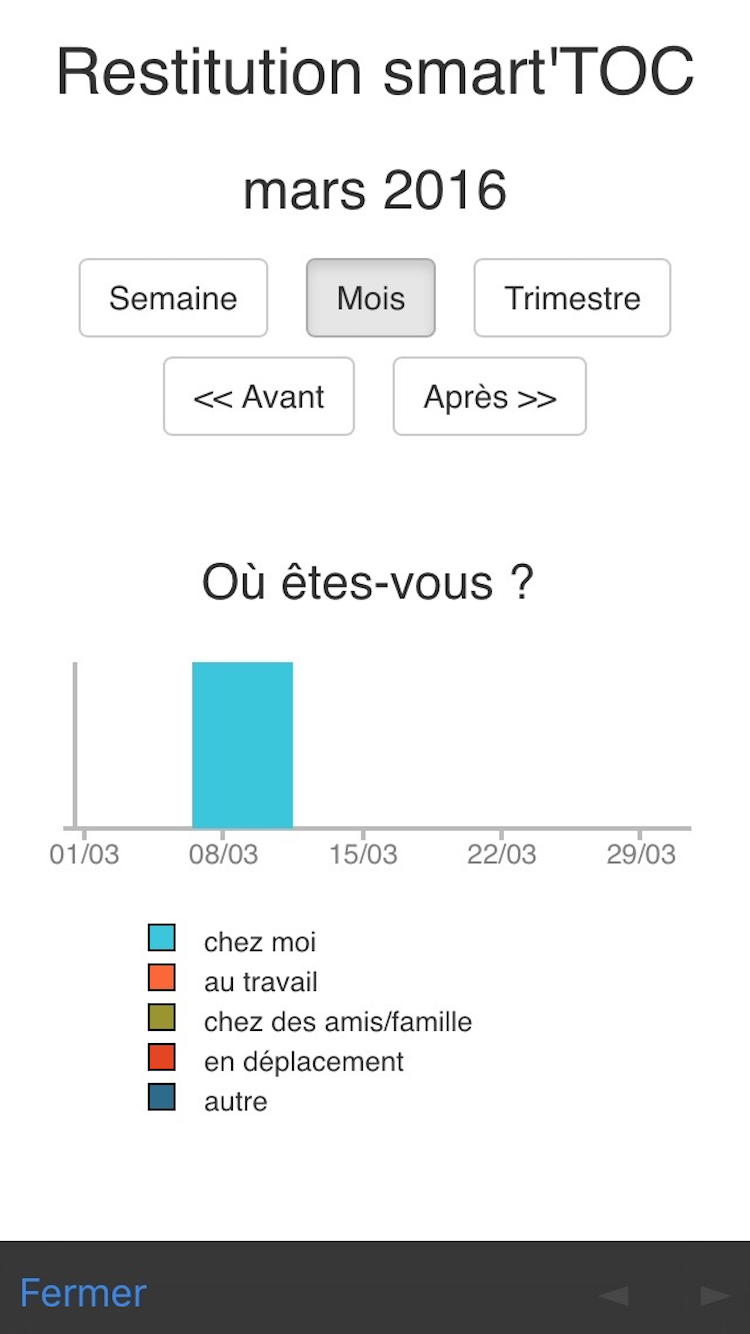 Restitution smart'TOC
mars 2016
Semaine Mois Trimestre
<< Avant Après >>
Où êtes-vous ?
01/03 08/03 15/03 22/03 29/03
chez moi
au travail
chez des amis/famille
en déplacement
autre
Fermer